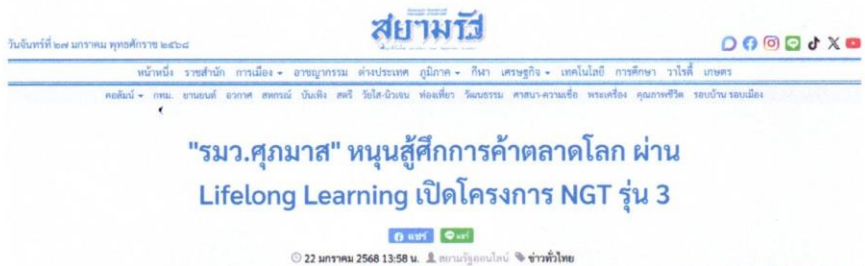 สยามรัฐ
วันจันทร์ที่ ๒๗ มกราคม พุทธศักราช ๒๕๖๘
หน้าหนึ่ง ราชสำนัก การเมือง อาชญากรรม ต่างประเทศ ภูมิภาค กีฬา เศรษฐกิจ เทคโนโลยี การศึกษา วาไรตี้ เกษตร
คอลัมน์ กทม. ยานยนต์ อวกาศ สหกรณ์ บันเทิง สตรี วัยใส-นิวเจน ท่องเที่ยว วัฒนธรรม ศาสนา-ความเชื่อ พระเครื่อง คุณภาพชีวิต รอบบ้าน รอบเมือง
"รมว.ศุภมาส" หนุนสู้ศึกการค้าตลาดโลก ผ่าน
Lifelong Learning เปิดโครงการ NGT รุ่น 3
แชร์ แชร์
22 มกราคม 2568 13:58 น. สยามรัฐออนไลน์ ข่าวทั่วไทย